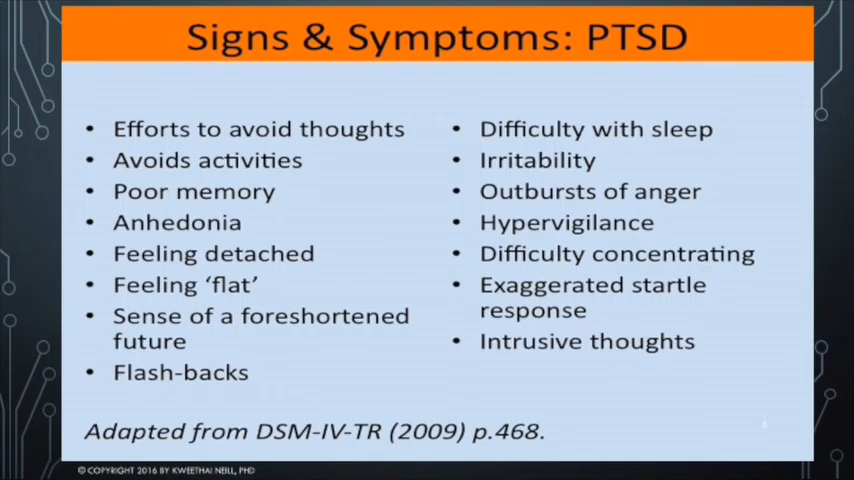 Signs & Symptoms: PTSD
• Efforts to avoid thoughts
• Avoids activities
• Poor memory
• Anhedonia
• Feeling detached
• Feeling ‘flat’
• Sense of a foreshortened
future
• Flash-backs
• Difficulty with sleep
• Irritability
• Outbursts of anger
• Hypervigilance
• Difficulty concentrating
• Exaggerated startle
response
• Intrusive thoughts
Adapted from DSM-IV-TR (2009) p.468.
© COPYRIGHT 2016 BY KWEETHAI NEILL, PHD